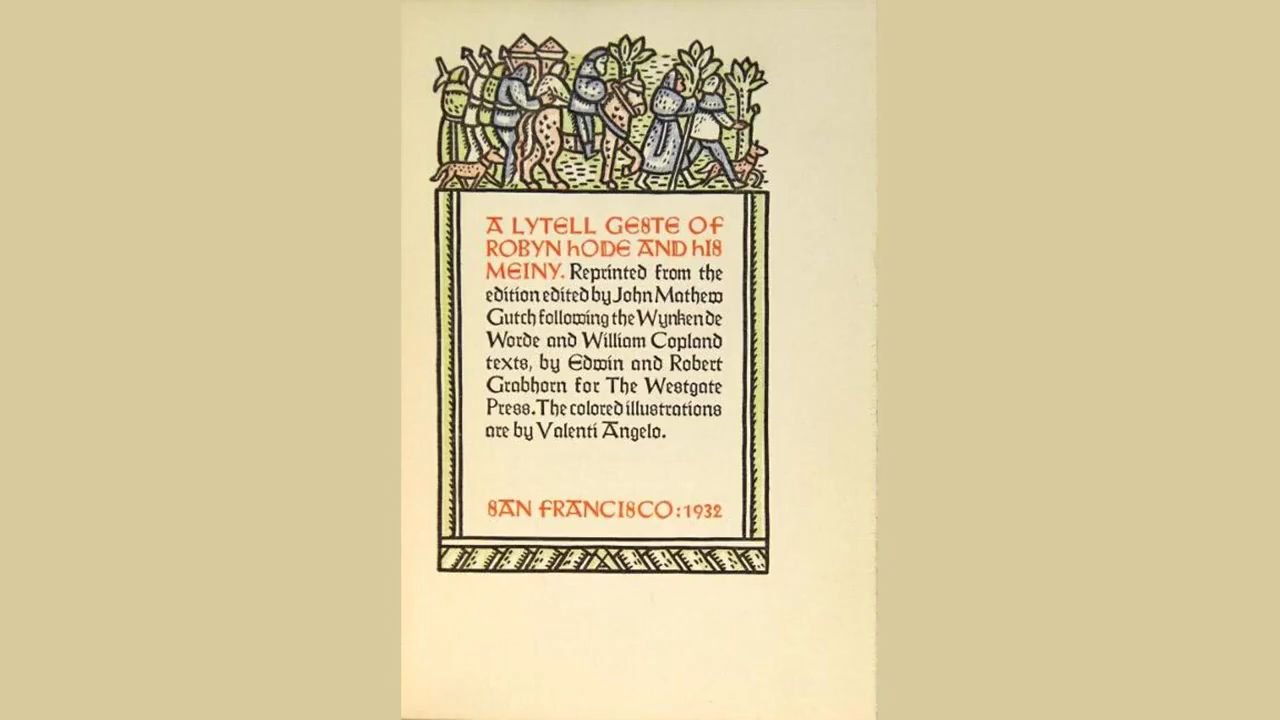 A LYTELL GESTE OF
ROBYN hODE AND hIS
MEINY. Reprinted from the
edition edited by John Mathew
Gutch following the Wynken de
Worde and William Copland
texts, by Edwin and Robert
Grabhorn for The Westgate
Press. The colored illustrations
are by Valenti Angelo.
SAN FRANCISCO: 1932